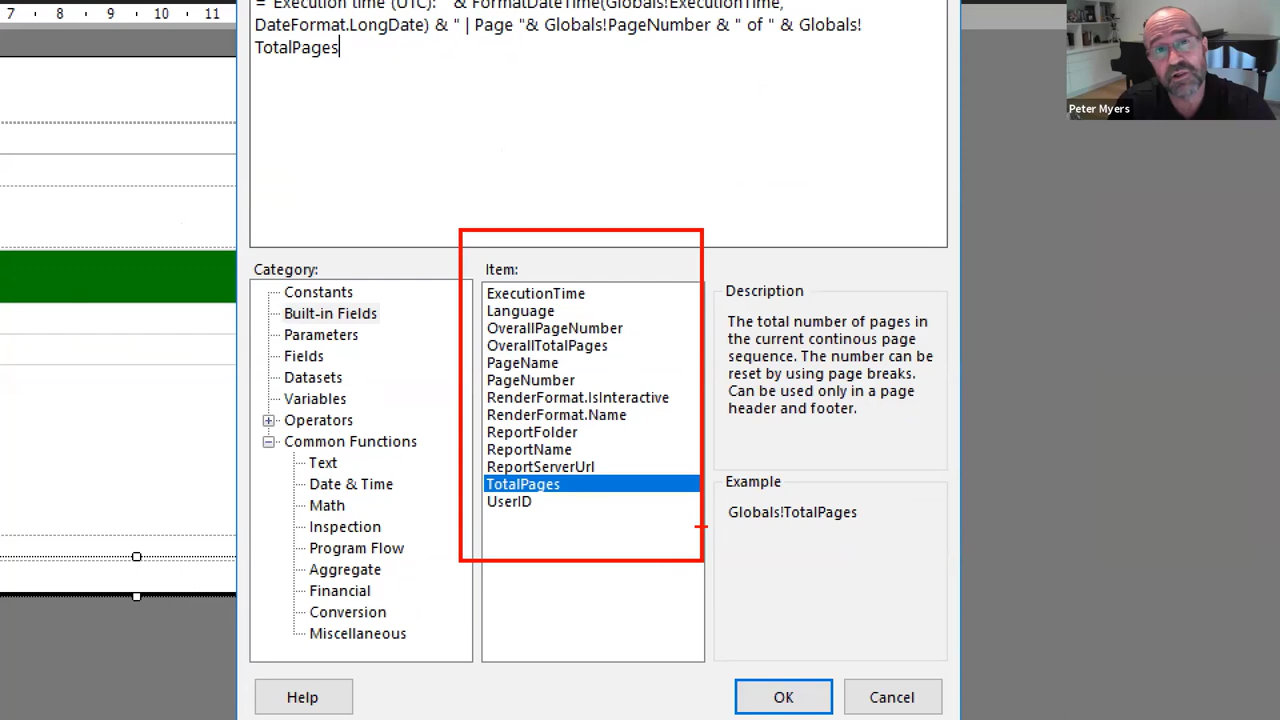 7 8 9 10 11
= "Execution time (UTC): " & FormatDateTime(Globals!ExecutionTime,
DateFormat.LongDate) & " | Page "& Globals!PageNumber & " of " & Globals!
TotalPages
Peter Myers
Category:
Constants
Built-in Fields
Parameters
Fields
Datasets
Variables
Operators
Common Functions
Text
Date & Time
Math
Inspection
Program Flow
Aggregate
Financial
Conversion
Miscellaneous
Item:
ExecutionTime
Language
OverallPageNumber
OverallTotalPages
PageName
PageNumber
RenderFormat.IsInteractive
RenderFormat.Name
ReportFolder
ReportName
ReportServerUrl
TotalPages
UserID
Description
The total number of pages in
the current continous page
sequence. The number can be
reset by using page breaks.
Can be used only in a page
header and footer.
Example
Globals!TotalPages
Help
OK
Cancel